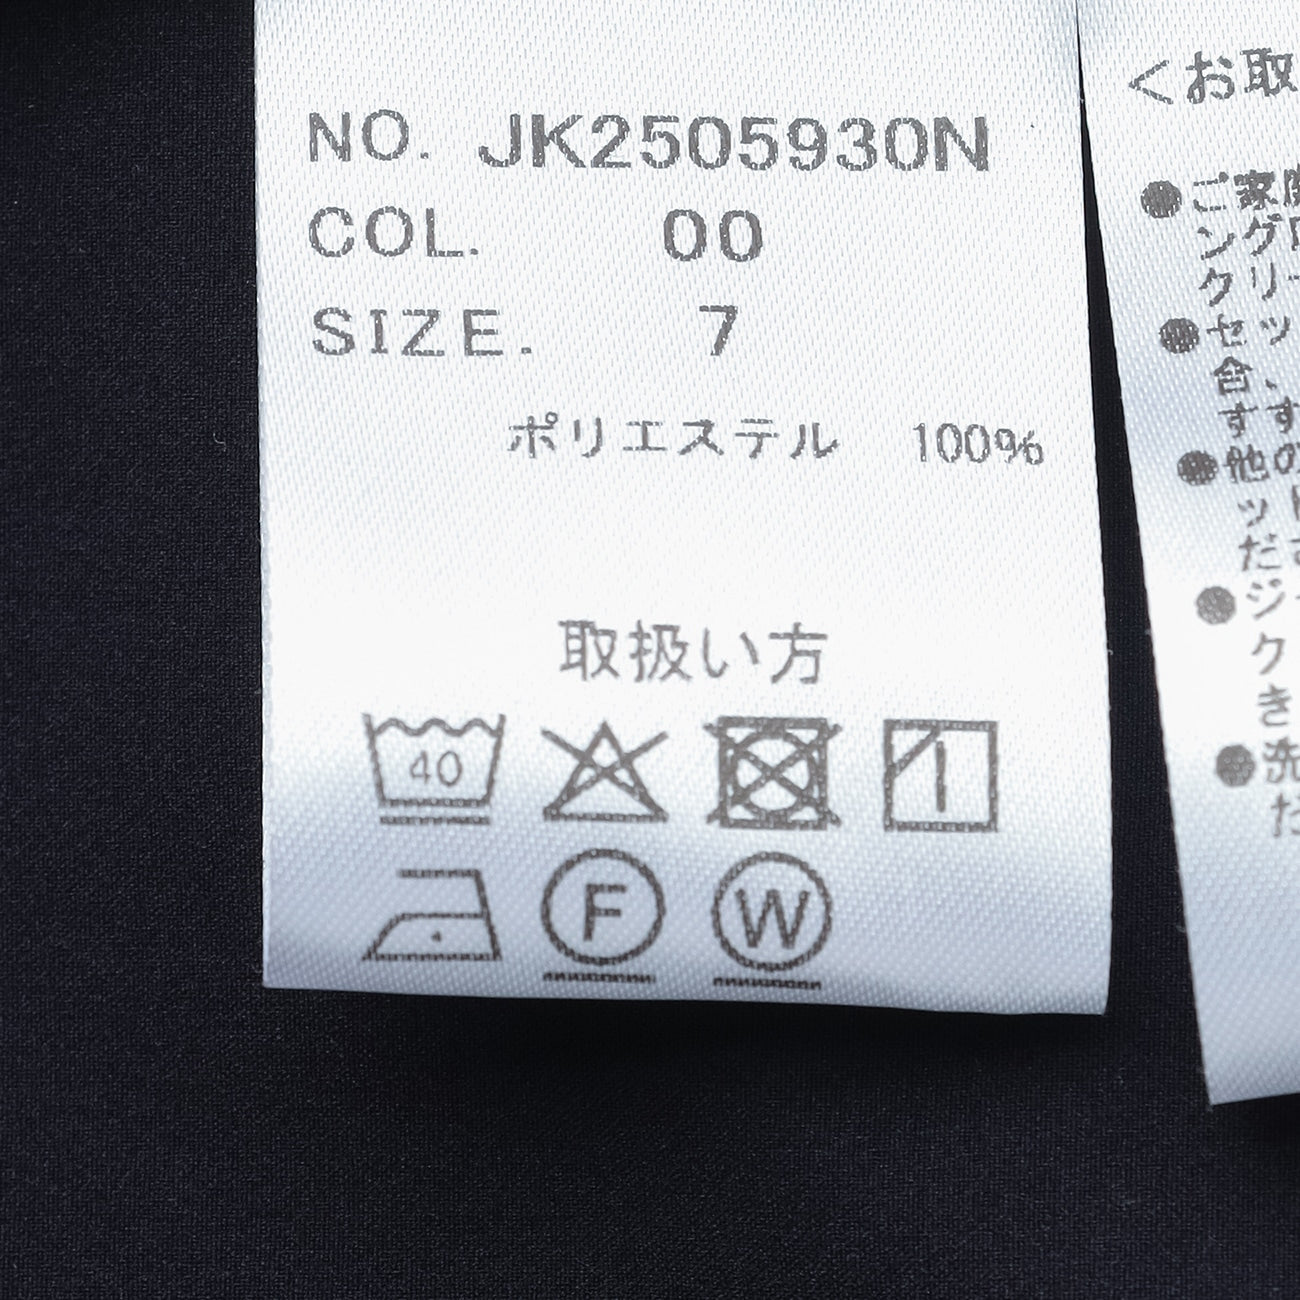 NO. JK2505930N
COL. 00
SIZE. 7
ポリエステル 100%
取扱い方
40
F
W
<お取
●ご家庭
ング
クリー
●セッ
合、
すす
●他の
ット
だ
●ジ
ク
き
●洗
だ